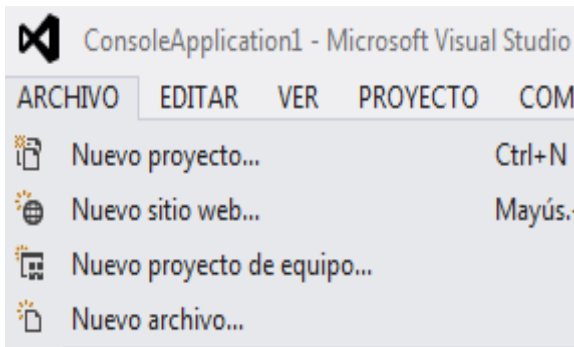 ConsoleApplication1 - Microsoft Visual Studio
ARCHIVO EDITAR VER PROYECTO COM
Nuevo proyecto... Ctrl+N
Nuevo sitio web... Mayús.
Nuevo proyecto de equipo...
Nuevo archivo...